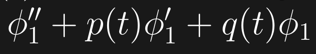 ϕ₁″ + p(t)ϕ₁′ + q(t)ϕ₁